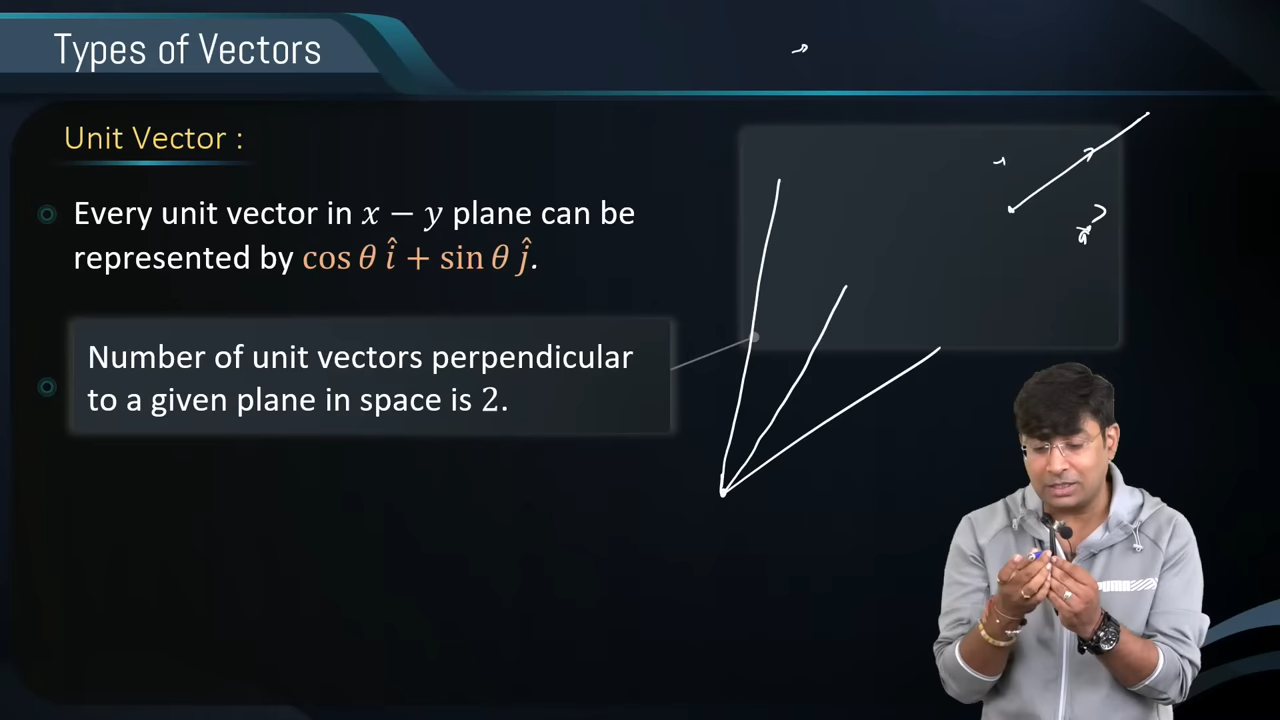 Types of Vectors
Unit Vector :
Every unit vector in x − y plane can be
represented by cos θ î + sin θ ĵ.
Number of unit vectors perpendicular
to a given plane in space is 2.
PUMA